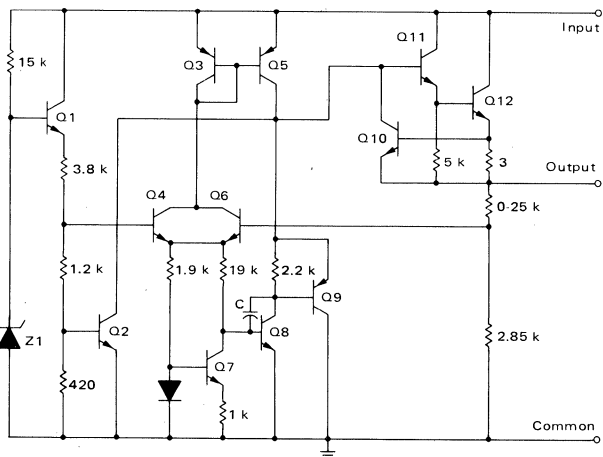 Input
Q11
15 k
Q3
Q5
Q12
Q1
Q10
5 k
3
3.8 k
Output
Q4
Q6
0-25 k
1.9 k
19 k
2.2 k
1.2 k
Q9
C
Q2
Q8
Z1
2.85 k
Q7
420
1 k
Common